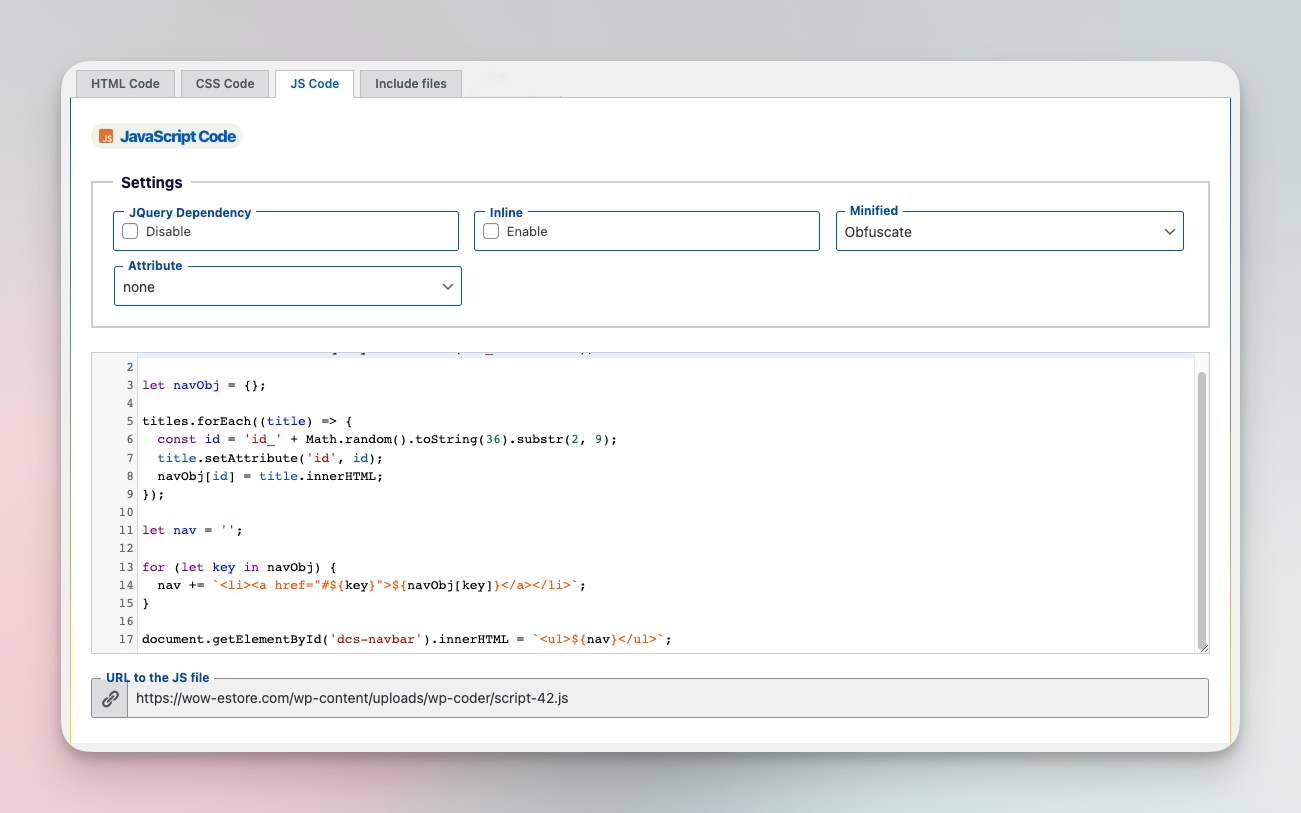 HTML Code CSS Code JS Code Include files
JS JavaScript Code
Settings
JQuery Dependency Inline Minified
Disable Enable Obfuscate
Attribute
none
2
3 let navObj = {};
4
5 titles.forEach((title) => {
6   const id = 'id_' + Math.random().toString(36).substr(2, 9);
7   title.setAttribute('id', id);
8   navObj[id] = title.innerHTML;
9 });
10
11 let nav = '';
12
13 for (let key in navObj) {
14   nav += `<li><a href="#${key}">${navObj[key]}</a></li>`;
15 }
16
17 document.getElementById('dcs-navbar').innerHTML = `<ul>${nav}</ul>`;
URL to the JS file
https://wow-estore.com/wp-content/uploads/wp-coder/script-42.js